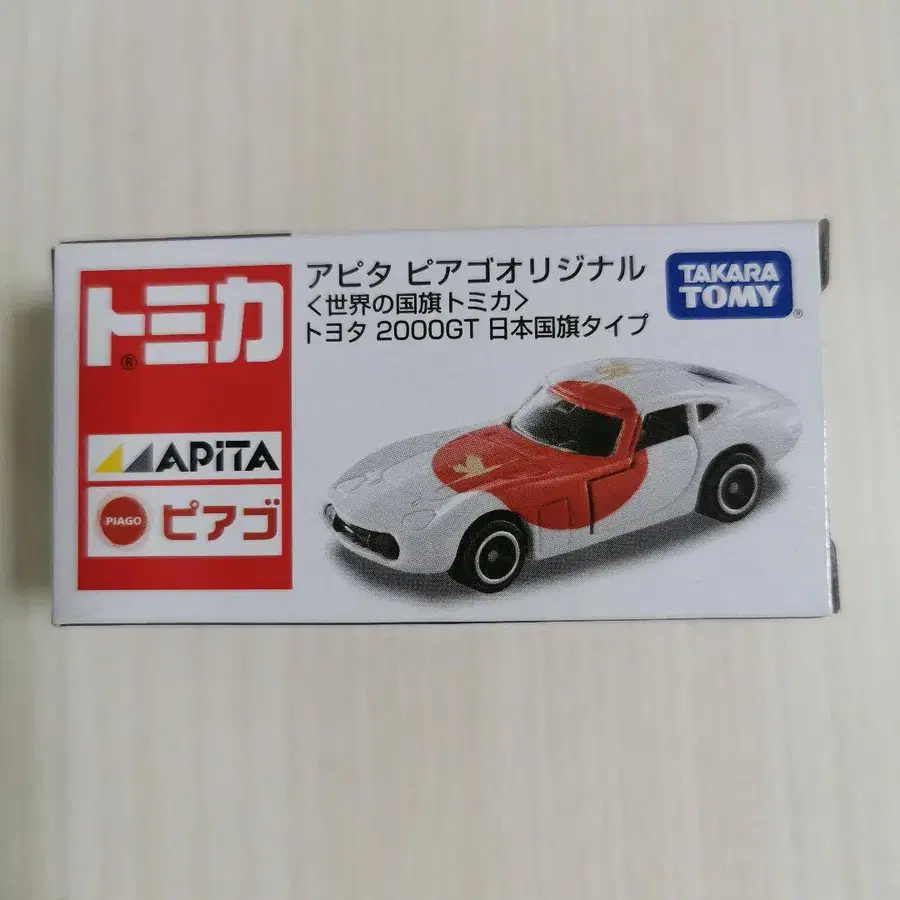 トミカ®
APiTA
PIAGO ピアゴ
アピタ ピアゴオリジナル
<世界の国旗トミカ>
トヨタ 2000GT 日本国旗タイプ
TAKARA
TOMY®